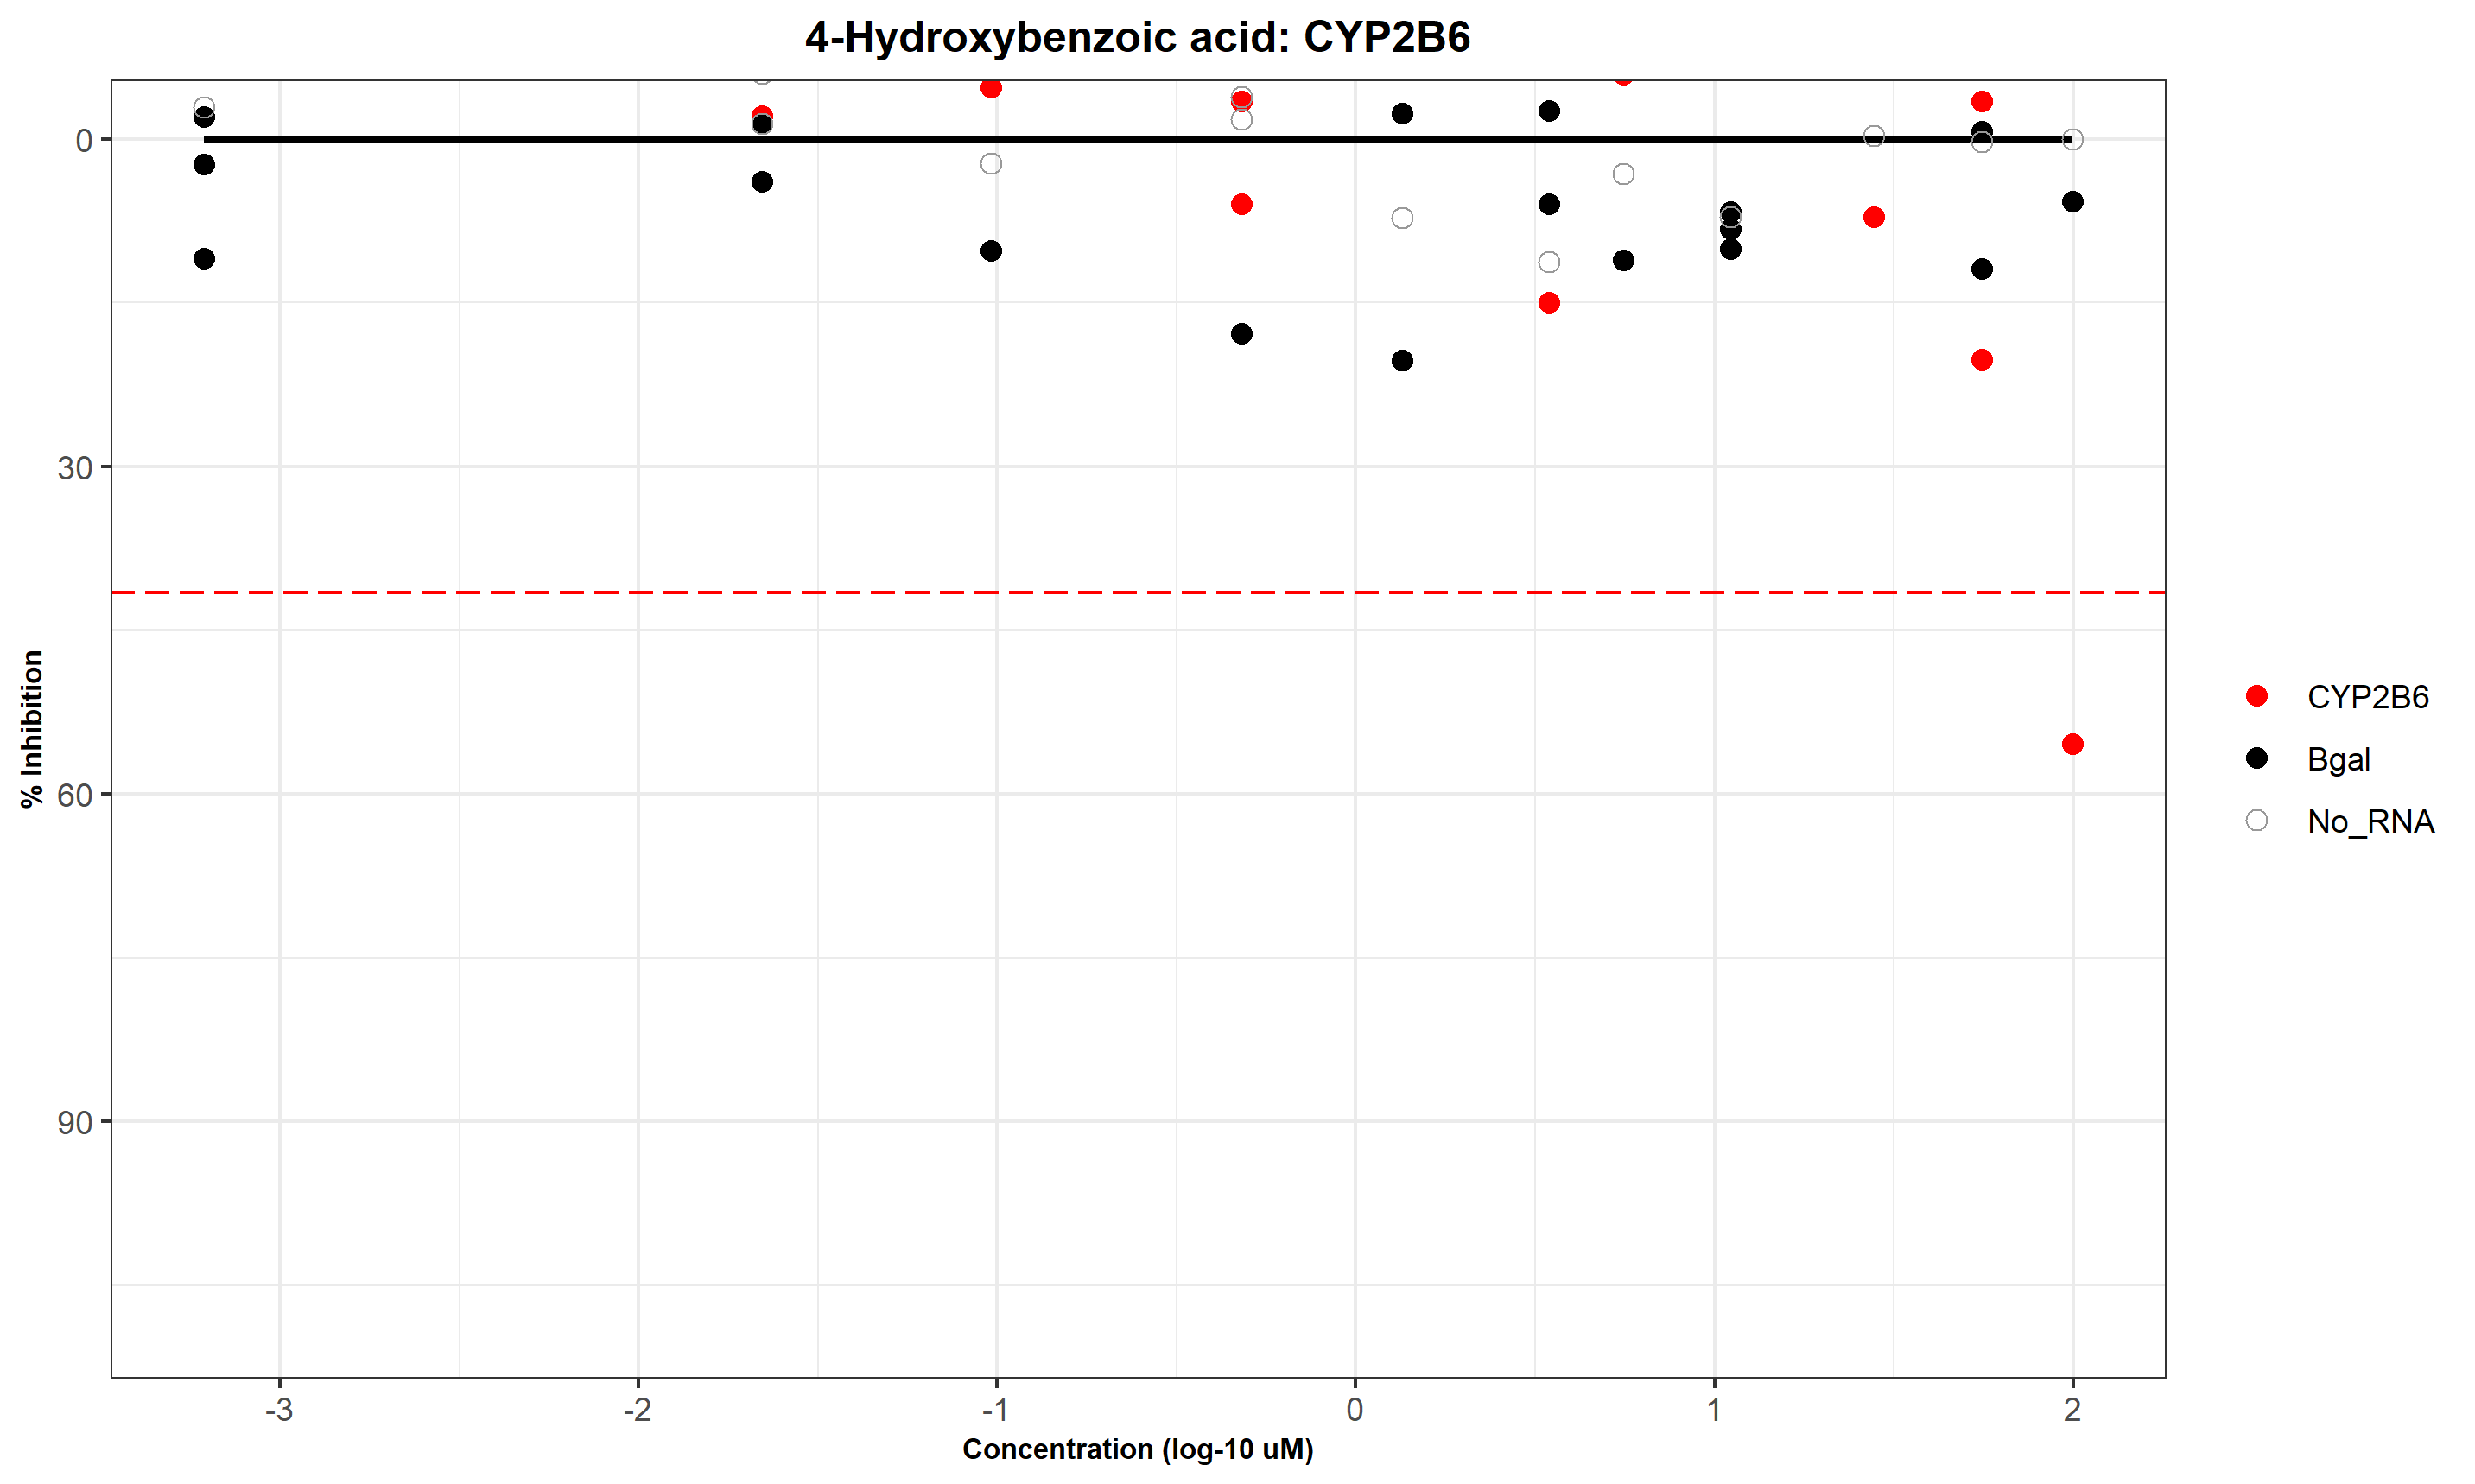 4-Hydroxybenzoic acid: CYP2B6
% Inhibition
0
30
60
90
-3
-2
-1
0
1
2
Concentration (log-10 uM)
CYP2B6
Bgal
No_RNA